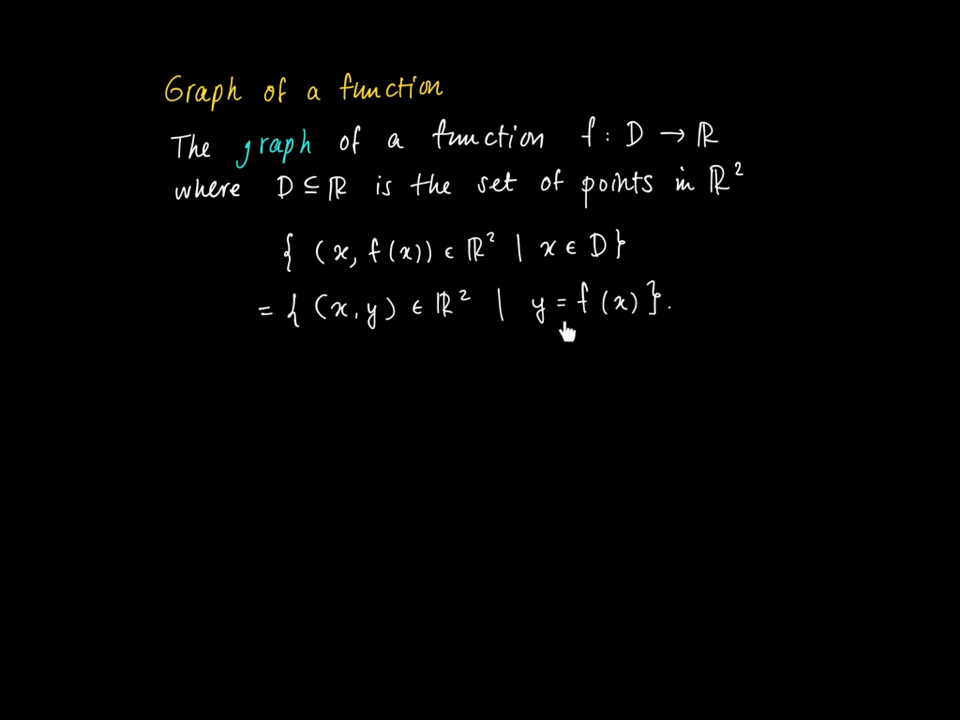 Graph of a function
The graph of a function f : D → ℝ
where D ⊆ ℝ is the set of points in ℝ²
{ (x, f(x)) ∈ ℝ² | x ∈ D}
= { (x, y) ∈ ℝ² | y = f(x) }.